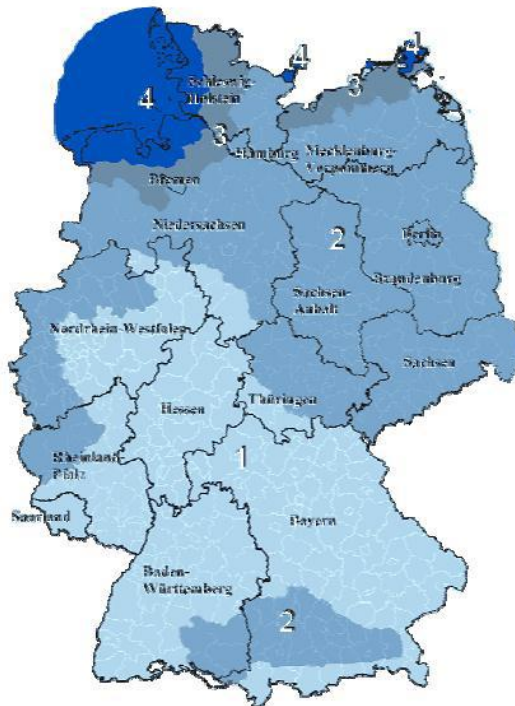 4
4
Schleswig-
Holstein
4
3
3
Hamburg
Mecklenburg-
Vorpommern
Bremen
Niedersachsen
2
Berlin
Brandenburg
Sachsen-
Anhalt
Nordrhein-Westfalen
Sachsen
Hessen
Thüringen
1
Rheinland-
Pfalz
Saarland
Bayern
Baden-
Württemberg
2